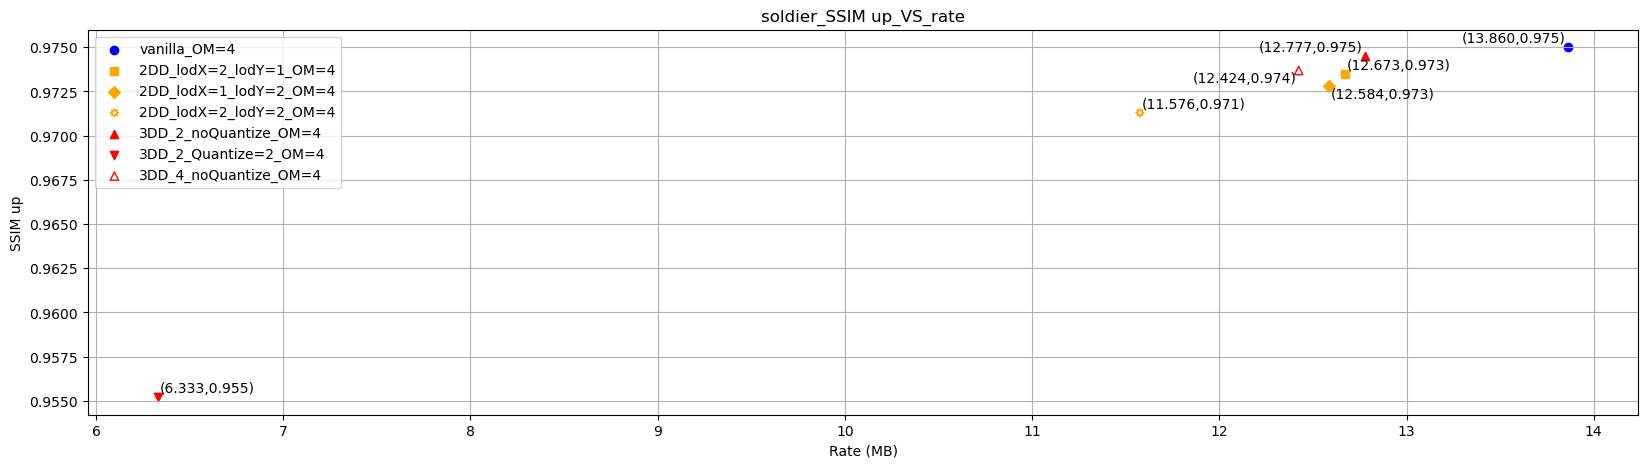 soldier_SSIM up_VS_rate
SSIM up
0.9750
0.9725
0.9700
0.9675
0.9650
0.9625
0.9600
0.9575
0.9550
vanilla_OM=4
2DD_lodX=2_lodY=1_OM=4
2DD_lodX=1_lodY=2_OM=4
2DD_lodX=2_lodY=2_OM=4
3DD_2_noQuantize_OM=4
3DD_2_Quantize=2_OM=4
3DD_4_noQuantize_OM=4
(13.860,0.975)
(12.777,0.975)
(12.673,0.973)
(12.424,0.974)
(12.584,0.973)
(11.576,0.971)
(6.333,0.955)
6 7 8 9 10 11 12 13 14
Rate (MB)